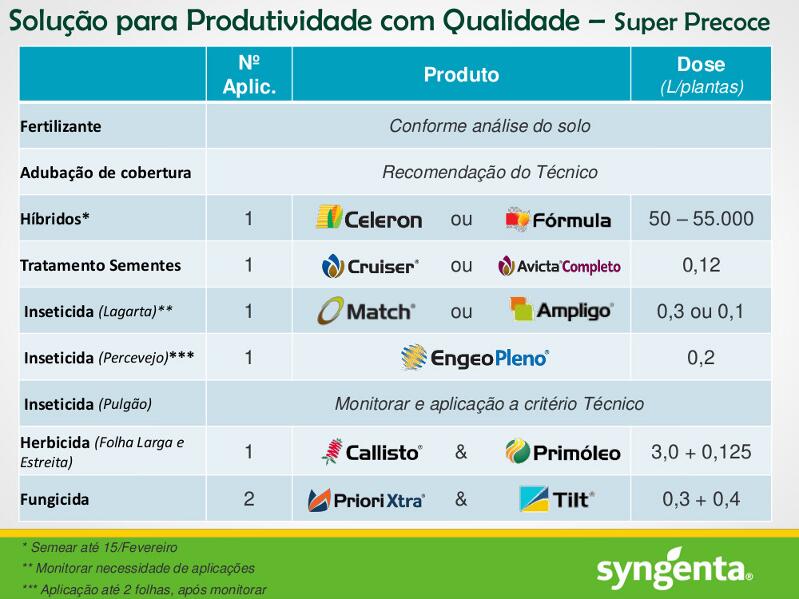 Solução para Produtividade com Qualidade – Super Precoce
Nº Aplic.
Produto
Dose (L/plantas)
Fertilizante Conforme análise do solo
Adubação de cobertura Recomendação do Técnico
Híbridos* 1 Celeron ou Fórmula 50 – 55.000
Tratamento Sementes 1 Cruiser® ou Avicta®Completo 0,12
Inseticida (Lagarta)** 1 Match® ou Ampligo® 0,3 ou 0,1
Inseticida (Percevejo)*** 1 EngeoPleno® 0,2
Inseticida (Pulgão) Monitorar e aplicação a critério Técnico
Herbicida (Folha Larga e Estreita) 1 Callisto® & Primóleo 3,0 + 0,125
Fungicida 2 Priori Xtra® & Tilt® 0,3 + 0,4
* Semear até 15/Fevereiro
** Monitorar necessidade de aplicações
*** Aplicação até 2 folhas, após monitorar
syngenta®